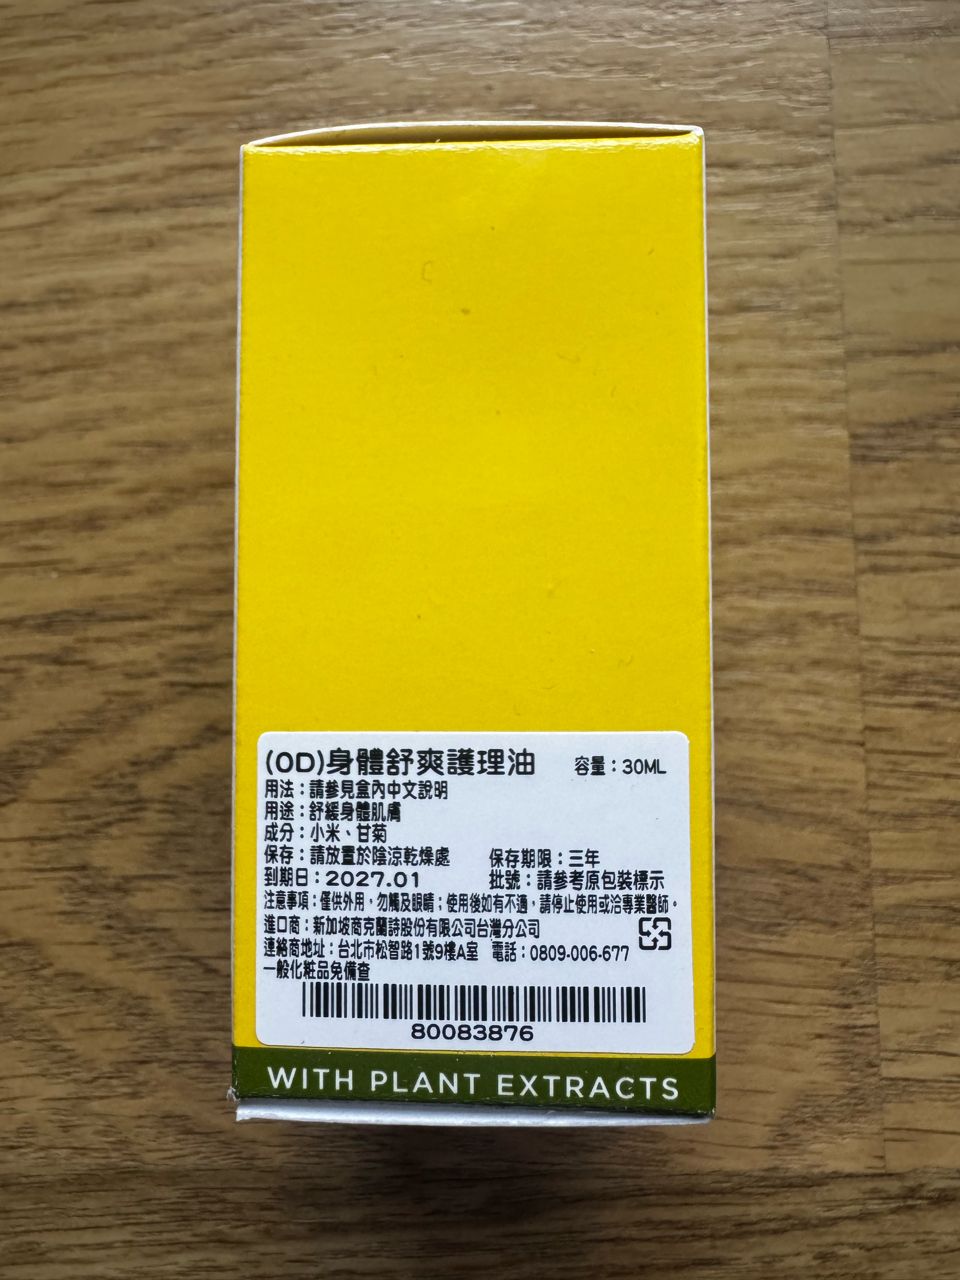 (OD)身體舒爽護理油 容量：30ML
用法：請參見盒內中文說明
用途：舒緩身體肌膚
成分：小米、甘菊
保存：請放置於陰涼乾燥處 保存期限：三年
到期日：2027.01 批號：請參考原包裝標示
注意事項：僅供外用，勿觸及眼睛；使用後如有不適，請停止使用或洽專業醫師。
進口商：新加坡商克蘭詩股份有限公司台灣分公司
連絡商地址：台北市松智路1號9樓A室 電話：0809-006-677
一般化粧品免備查
80083876
WITH PLANT EXTRACTS